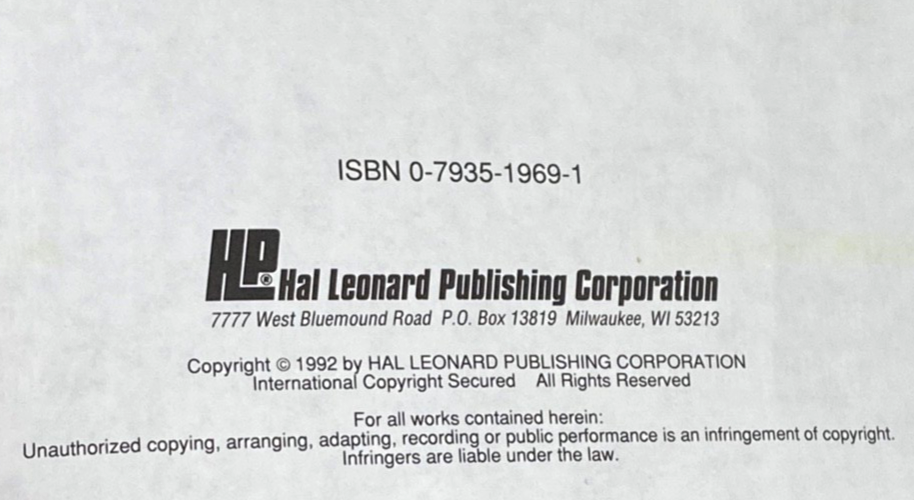 ISBN 0-7935-1969-1
HLP® Hal Leonard Publishing Corporation
7777 West Bluemound Road P.O. Box 13819 Milwaukee, WI 53213
Copyright © 1992 by HAL LEONARD PUBLISHING CORPORATION
International Copyright Secured All Rights Reserved
For all works contained herein:
Unauthorized copying, arranging, adapting, recording or public performance is an infringement of copyright.
Infringers are liable under the law.